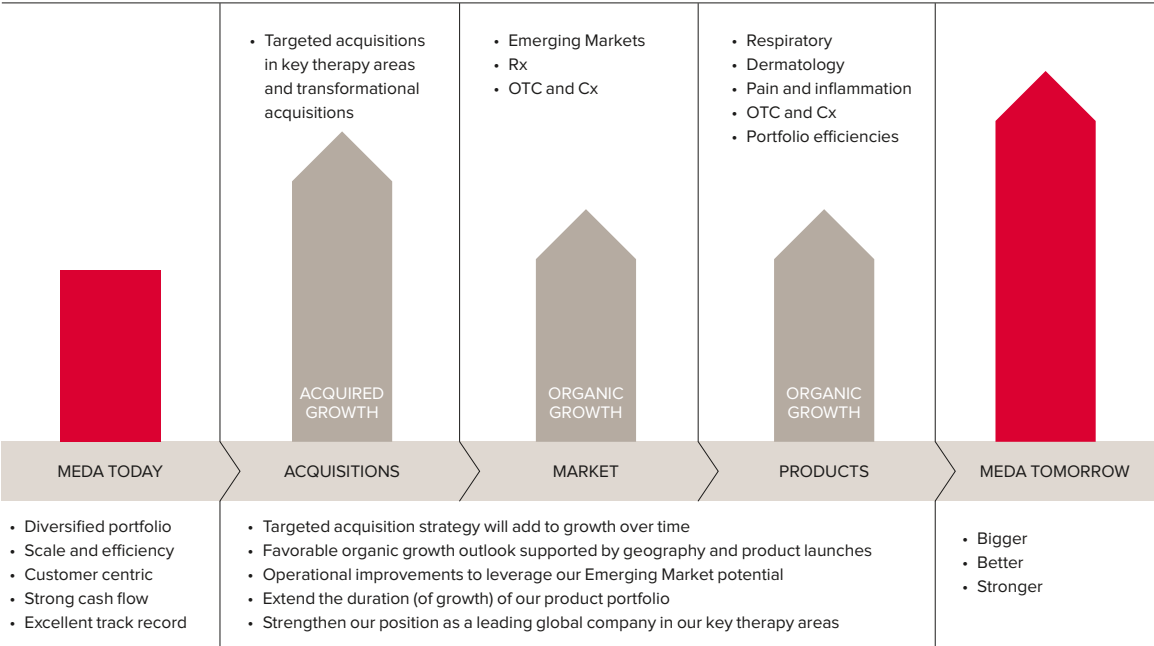 • Targeted acquisitions
in key therapy areas
and transformational
acquisitions
• Emerging Markets
• Rx
• OTC and Cx
• Respiratory
• Dermatology
• Pain and inflammation
• OTC and Cx
• Portfolio efficiencies
ACQUIRED
GROWTH
ORGANIC
GROWTH
ORGANIC
GROWTH
MEDA TODAY
ACQUISITIONS
MARKET
PRODUCTS
MEDA TOMORROW
• Diversified portfolio
• Scale and efficiency
• Customer centric
• Strong cash flow
• Excellent track record
• Targeted acquisition strategy will add to growth over time
• Favorable organic growth outlook supported by geography and product launches
• Operational improvements to leverage our Emerging Market potential
• Extend the duration (of growth) of our product portfolio
• Strengthen our position as a leading global company in our key therapy areas
• Bigger
• Better
• Stronger